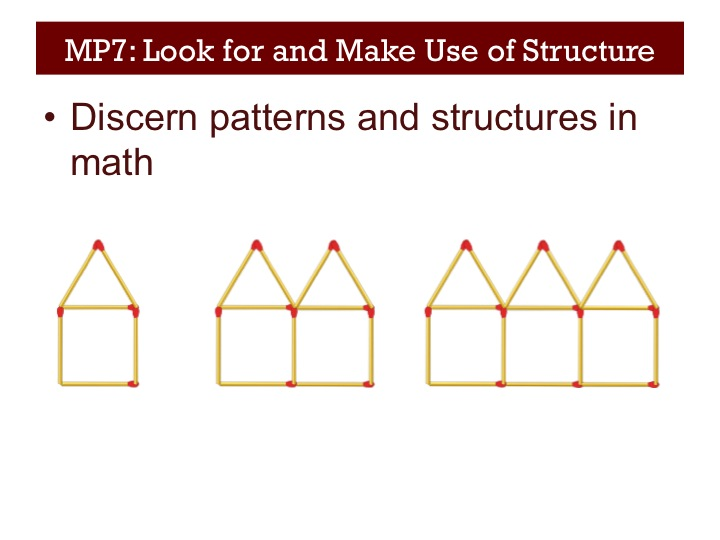 MP7: Look for and Make Use of Structure
• Discern patterns and structures in
math